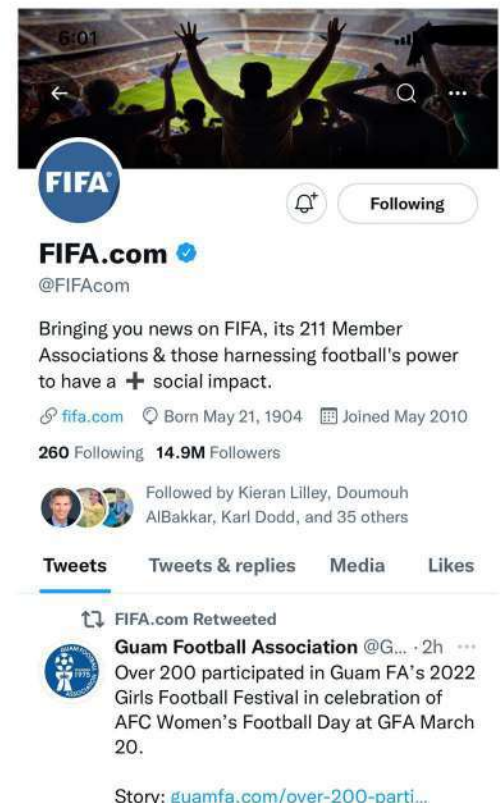 6:01
FIFA
Following
FIFA.com
@FIFAcom
Bringing you news on FIFA, its 211 Member
Associations & those harnessing football's power
to have a ➕ social impact.
fifa.com Born May 21, 1904 Joined May 2010
260 Following 14.9M Followers
Followed by Kieran Lilley, Doumouh
AlBakkar, Karl Dodd, and 35 others
Tweets Tweets & replies Media Likes
FIFA.com Retweeted
Guam Football Association @G... · 2h
GUAM FOOTBALL ASSOCIATION
1975
Over 200 participated in Guam FA's 2022
Girls Football Festival in celebration of
AFC Women's Football Day at GFA March
20.
Story: guamfa.com/over-200-parti...